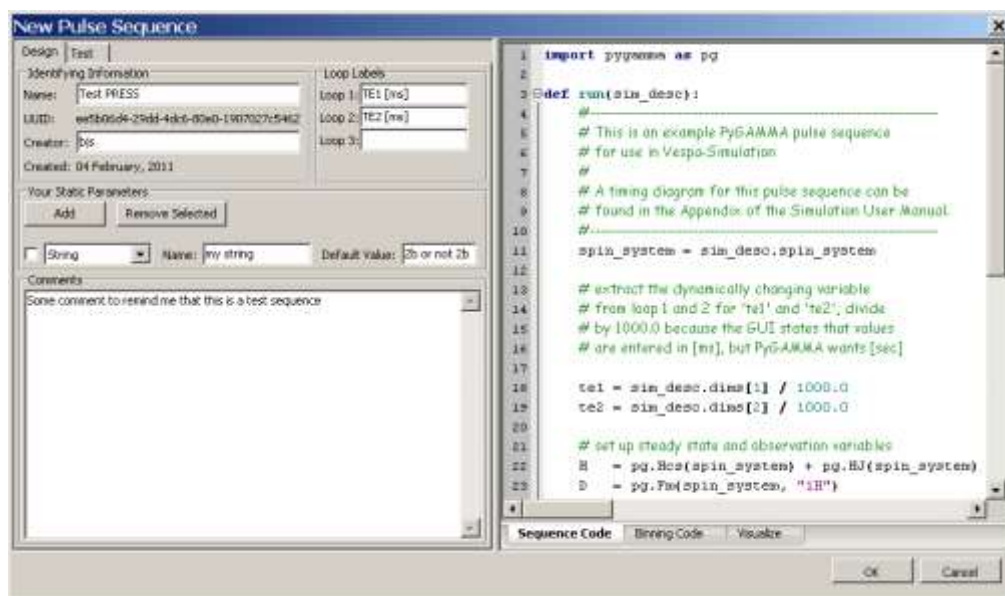 New Pulse Sequence
Design Test
Identifying Information
Name: Test PRESS
UUID: ee5b06d4-29dd-4dc6-80e0-1907027c5462
Creator: bjs
Created: 04 February, 2011
Loop Labels
Loop 1: TE1 [ms]
Loop 2: TE2 [ms]
Loop 3:
Your Static Parameters
Add Remove Selected
String Name: my string Default Value: 2b or not 2b
Comments
Some comment to remind me that this is a test sequence
1 import pygamma as pg
2
3 def run(sim_desc):
4 #------------------------------------------------------------
5 # This is an example PyGAMMA pulse sequence
6 # for use in Vespa-Simulation
7 #
8 # A timing diagram for this pulse sequence can be
9 # found in the Appendix of the Simulation User Manual.
10 #------------------------------------------------------------
11 spin_system = sim_desc.spin_system
12
13 # extract the dynamically changing variable
14 # from loop 1 and 2 for 'te1' and 'te2', divide
15 # by 1000.0 because the GUI states that values
16 # are entered in [ms], but PyGAMMA wants [sec]
17
18 te1 = sim_desc.dims[1] / 1000.0
19 te2 = sim_desc.dims[2] / 1000.0
20
21 # set up steady state and observation variables
22 H = pg.Hcs(spin_system) + pg.HJ(spin_system)
23 D = pg.Fm(spin_system, "1H")
Sequence Code Binning Code Visualize
OK Cancel